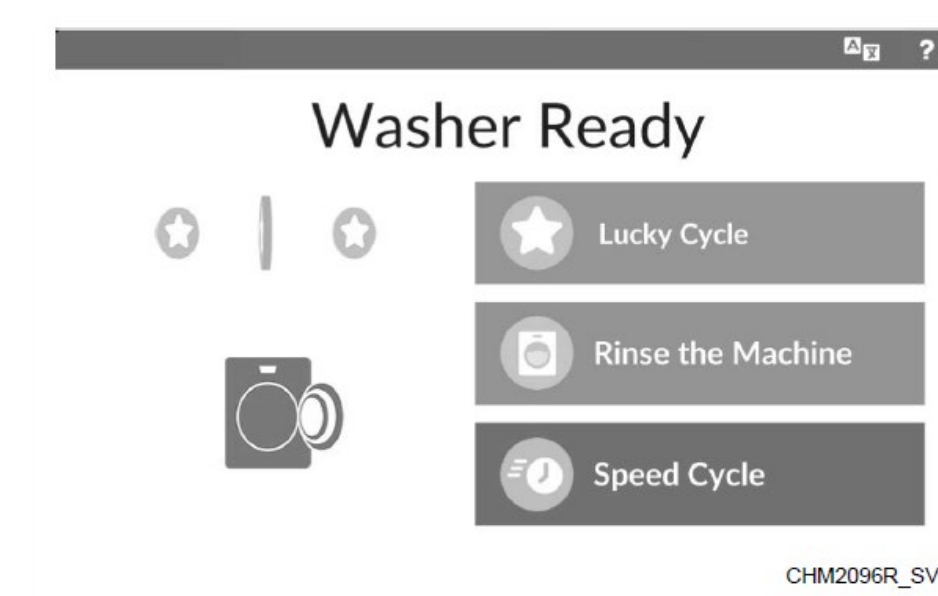 ?
Washer Ready
Lucky Cycle
Rinse the Machine
Speed Cycle
CHM2096R_SV